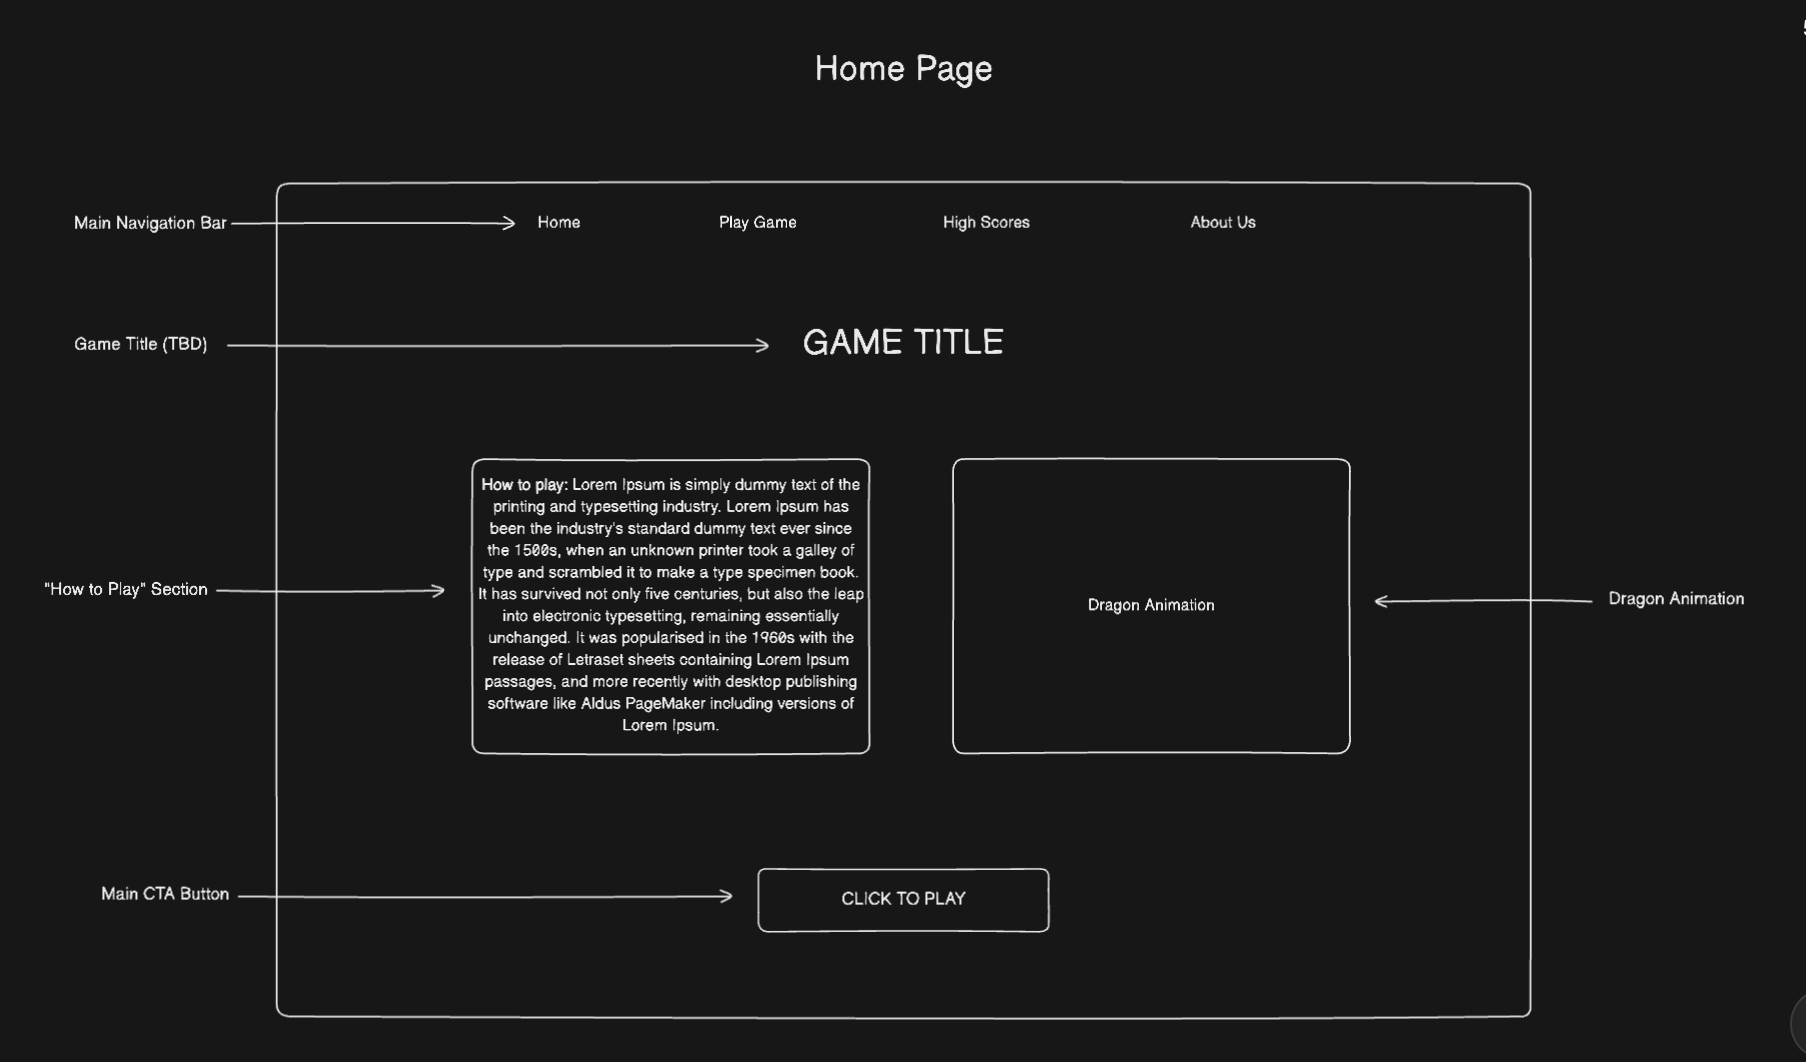 Home Page
Main Navigation Bar
Home
Play Game
High Scores
About Us
Game Title (TBD)
GAME TITLE
"How to Play" Section
How to play: Lorem Ipsum is simply dummy text of the
printing and typesetting industry. Lorem Ipsum has
been the industry's standard dummy text ever since
the 1500s, when an unknown printer took a galley of
type and scrambled it to make a type specimen book.
It has survived not only five centuries, but also the leap
into electronic typesetting, remaining essentially
unchanged. It was popularised in the 1960s with the
release of Letraset sheets containing Lorem Ipsum
passages, and more recently with desktop publishing
software like Aldus PageMaker including versions of
Lorem Ipsum.
Dragon Animation
Dragon Animation
Main CTA Button
CLICK TO PLAY